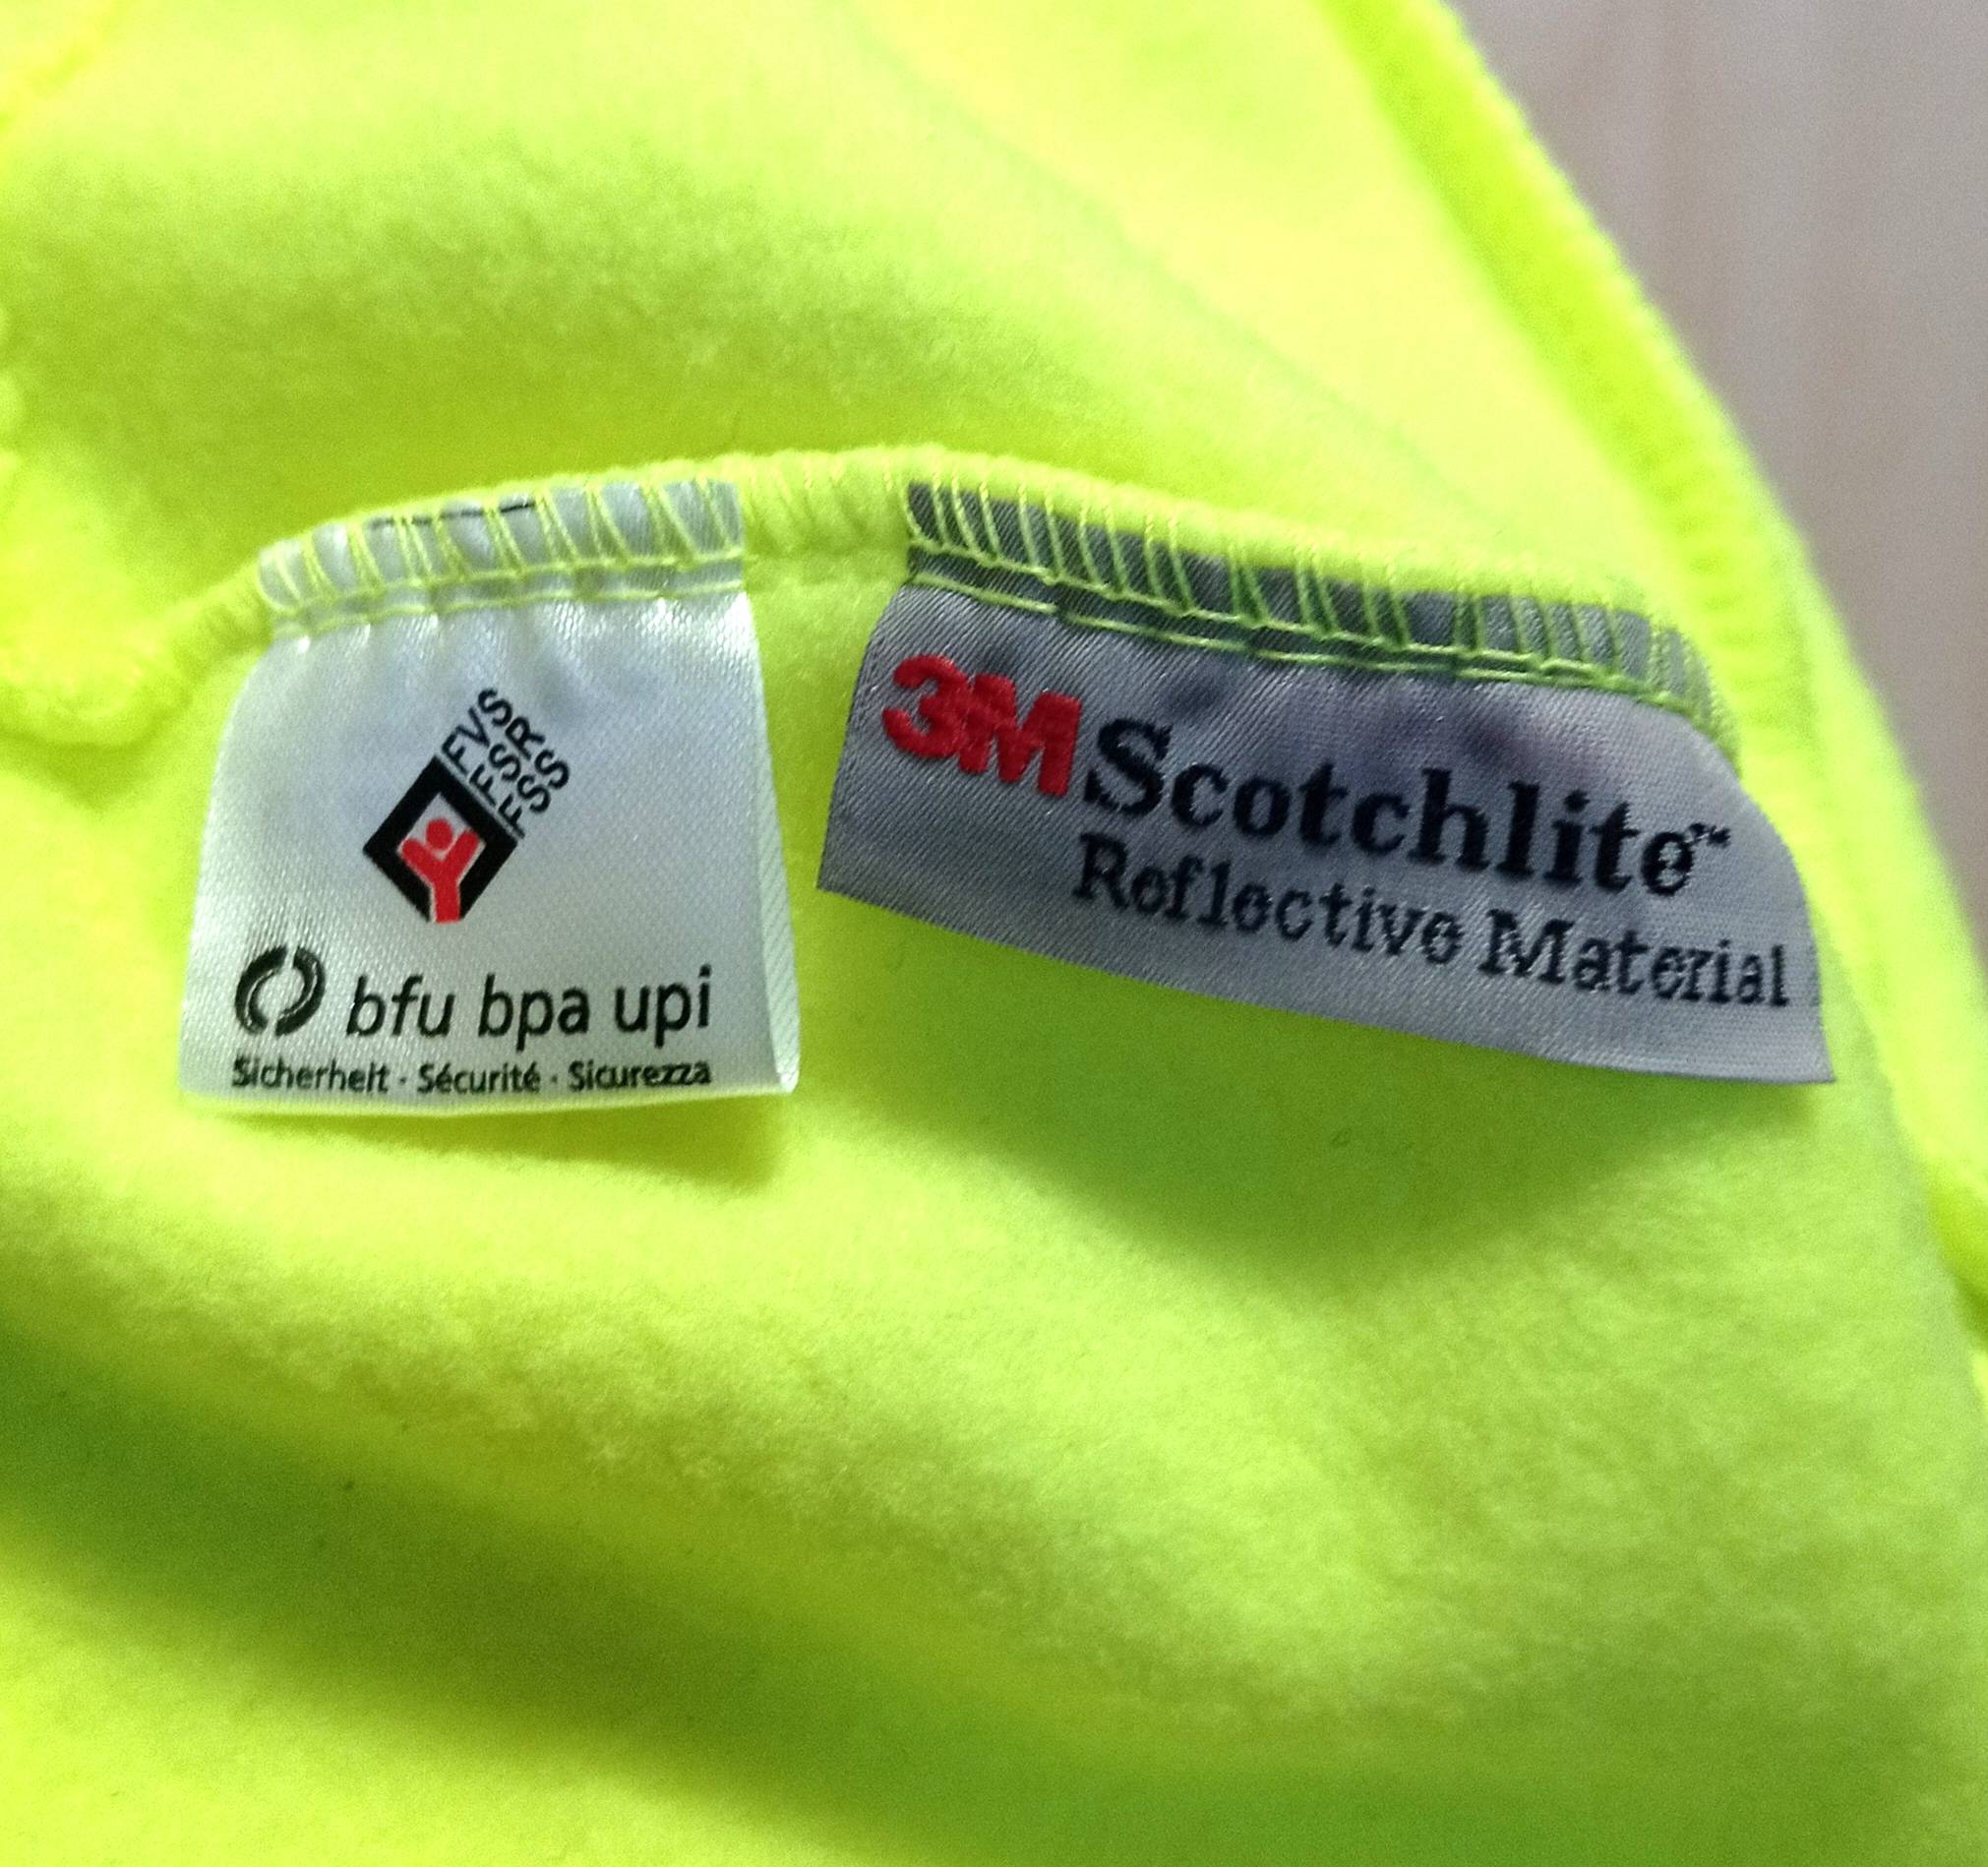 FVS
FSR
FSS
bfu bpa upi
Sicherheit · Sécurité · Sicurezza
3M Scotchlite™
Reflective Material